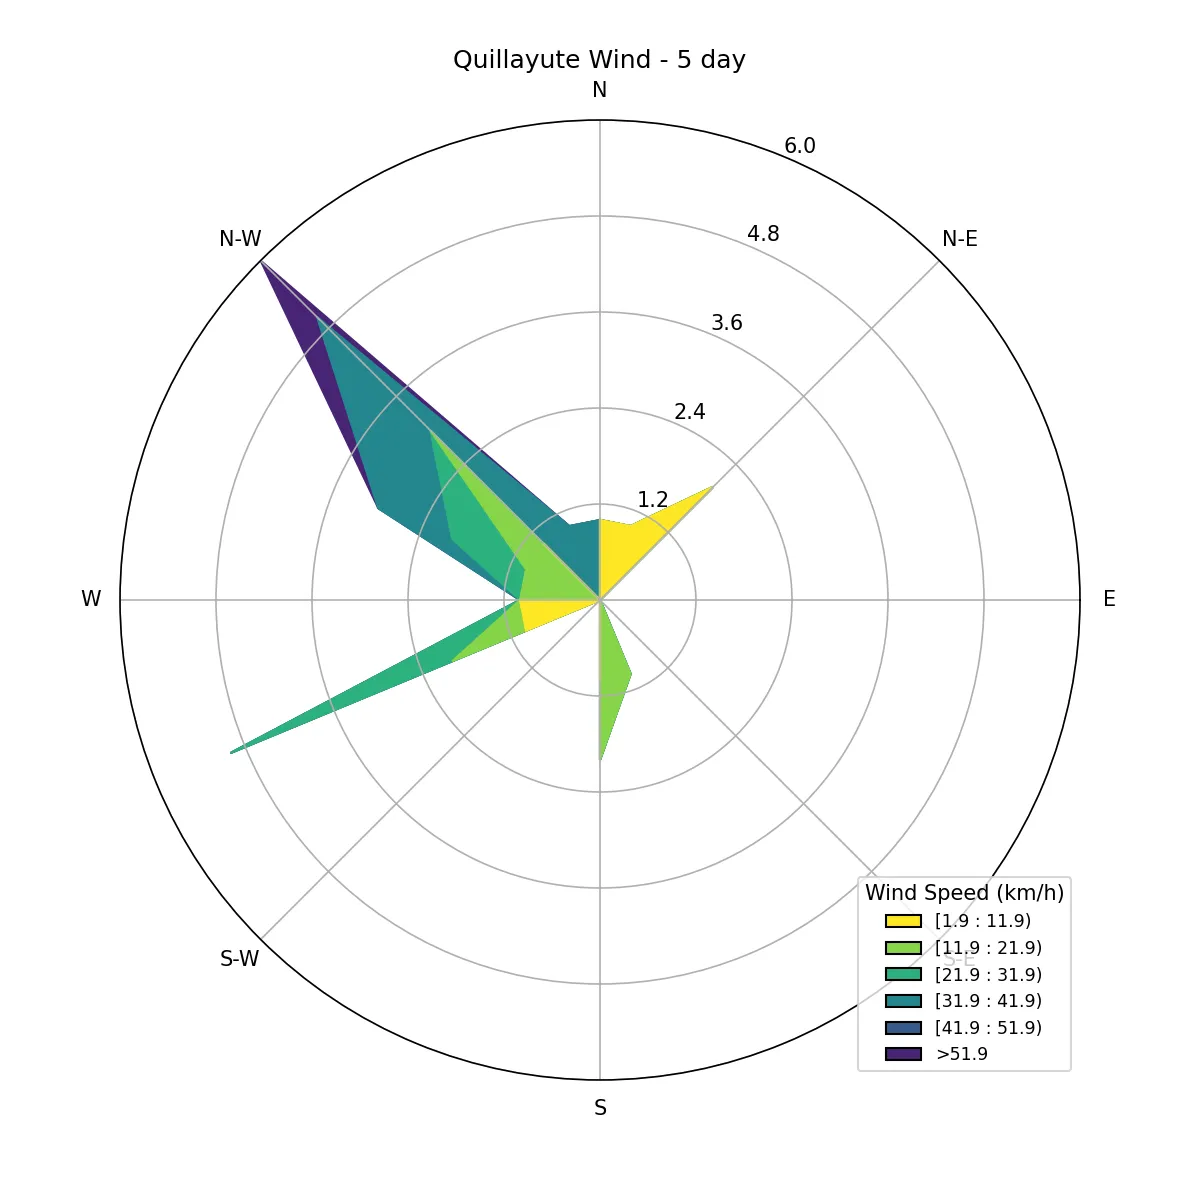 Quillayute Wind - 5 day
N
6.0
N-W
N-E
4.8
3.6
2.4
1.2
W
E
S-W
S-E
S
Wind Speed (km/h)
[1.9 : 11.9)
[11.9 : 21.9)
[21.9 : 31.9)
[31.9 : 41.9)
[41.9 : 51.9)
>51.9